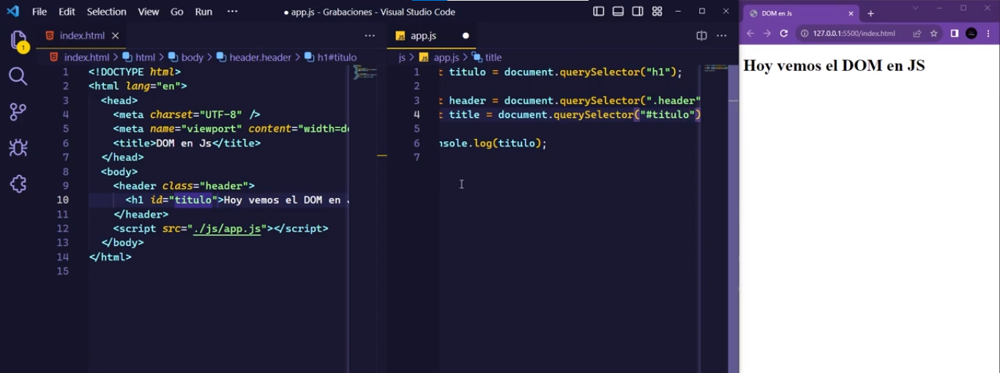 File Edit Selection View Go Run ··· ● app.js - Grabaciones - Visual Studio Code
index.html
app.js
index.html > html > body > header.header > h1#titulo
js > app.js > title
1 <!DOCTYPE html>
2 <html lang="en">
3 <head>
4 <meta charset="UTF-8" />
5 <meta name="viewport" content="width=de
6 <title>DOM en Js</title>
7 </head>
8 <body>
9 <header class="header">
10 <h1 id="titulo">Hoy vemos el DOM en J
11 </header>
12 <script src="./js/app.js"></script>
13 </body>
14 </html>
15
1 t titulo = document.querySelector("h1");
2
3 t header = document.querySelector(".header"
4 t title = document.querySelector("#titulo")
5
6 nsole.log(titulo);
7
1
DOM en Js
127.0.0.1:5500/index.html
Hoy vemos el DOM en JS